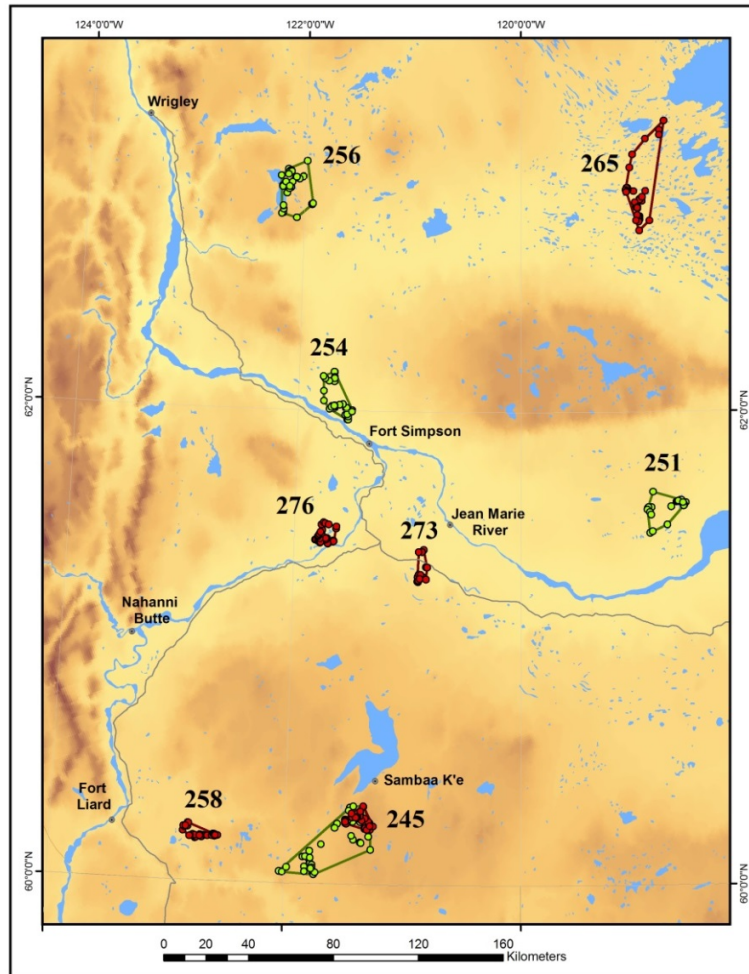 124°0'0"W
122°0'0"W
120°0'0"W
Wrigley
256
265
254
62°0'0"N
62°0'0"N
Fort Simpson
251
276
273
Jean Marie
River
Nahanni
Butte
Sambaa K'e
Fort
Liard
258
245
60°0'0"N
60°0'0"N
0 20 40 80 120 160
Kilometers